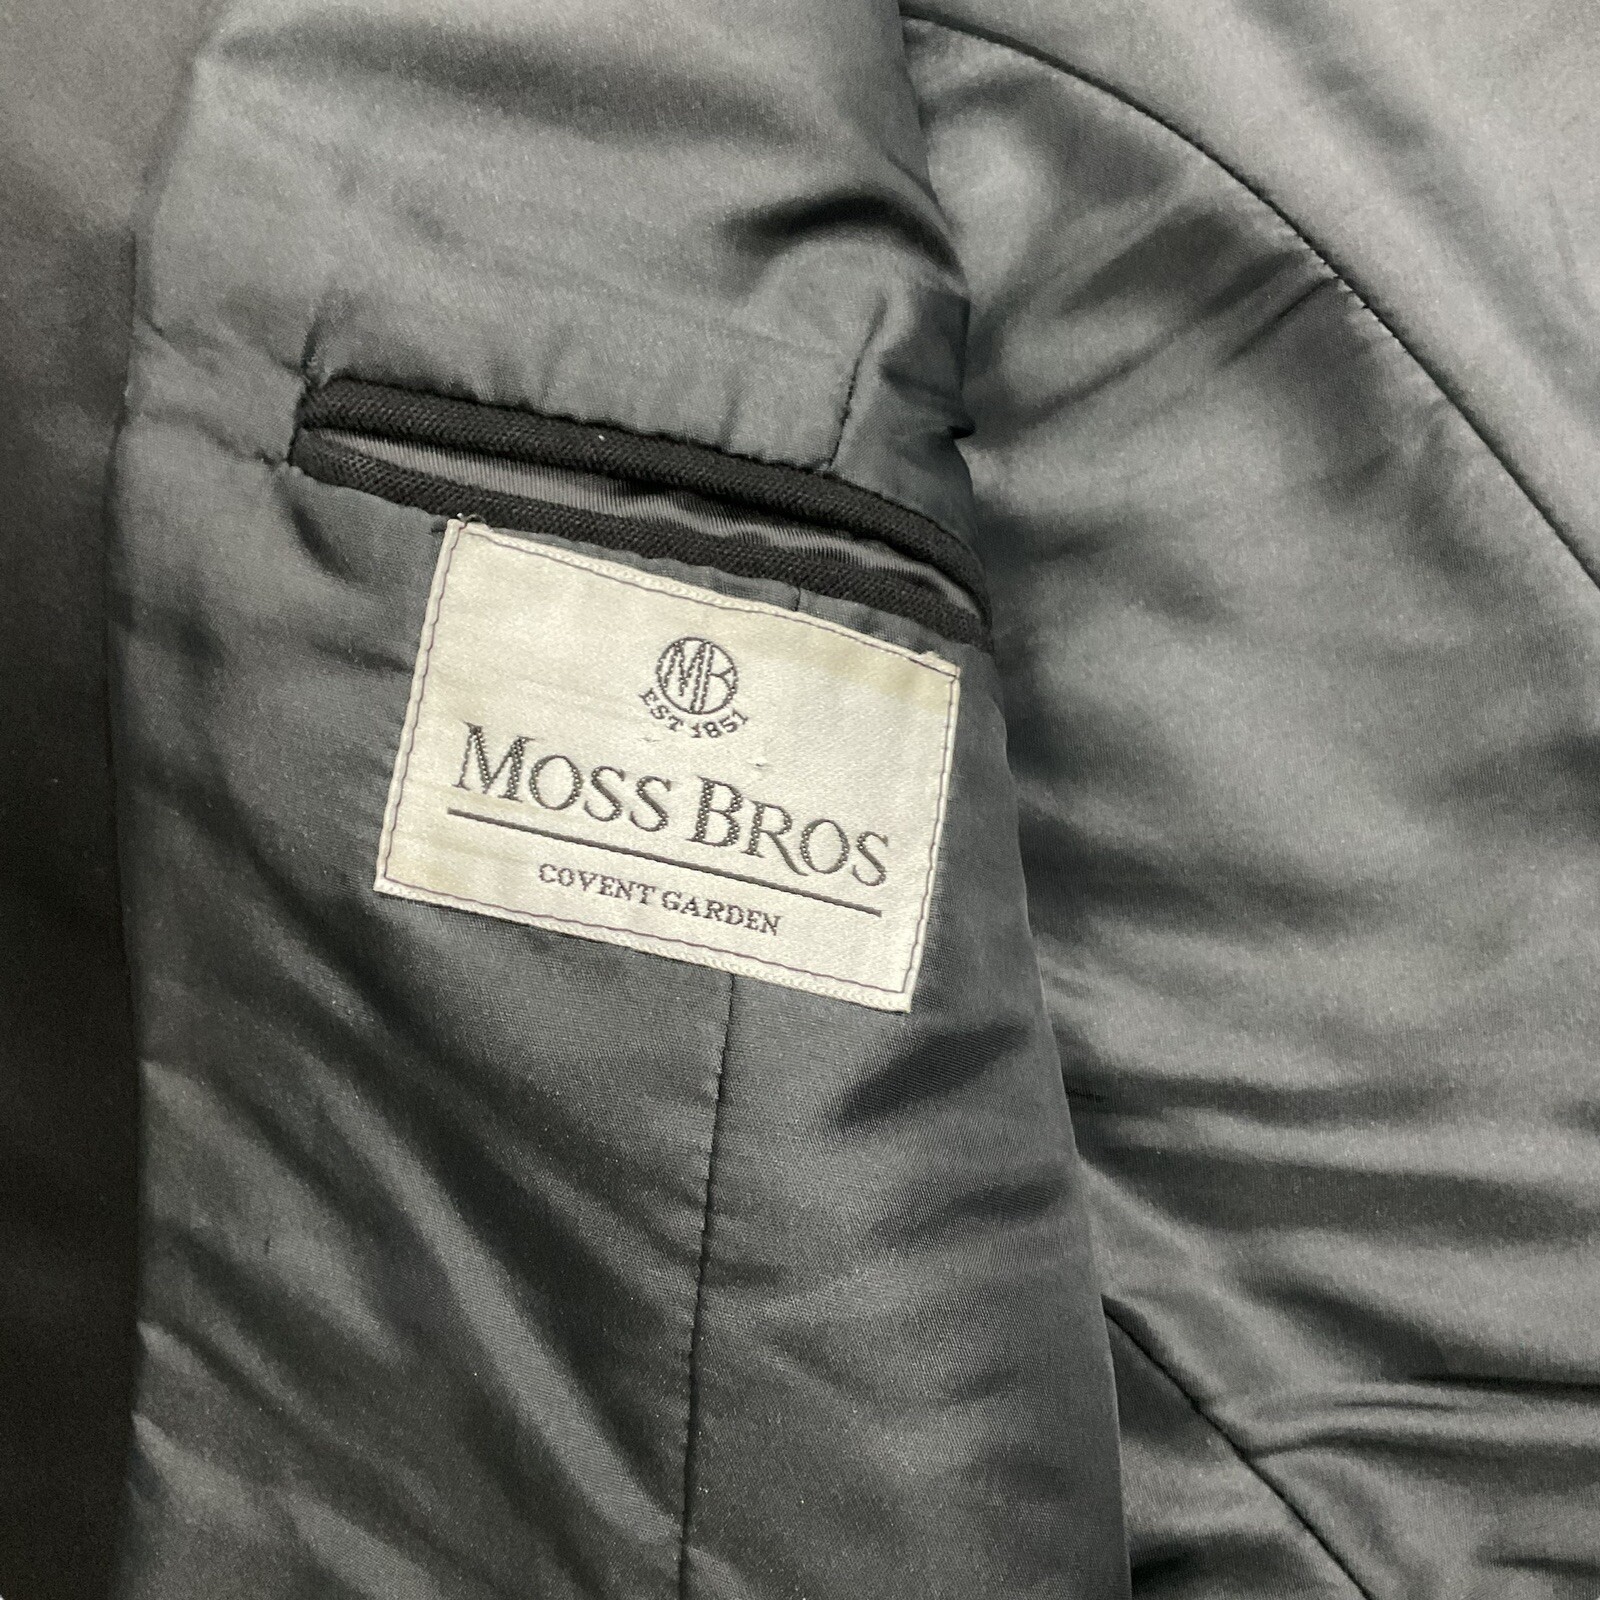 MB
EST 1851
MOSS BROS
COVENT GARDEN